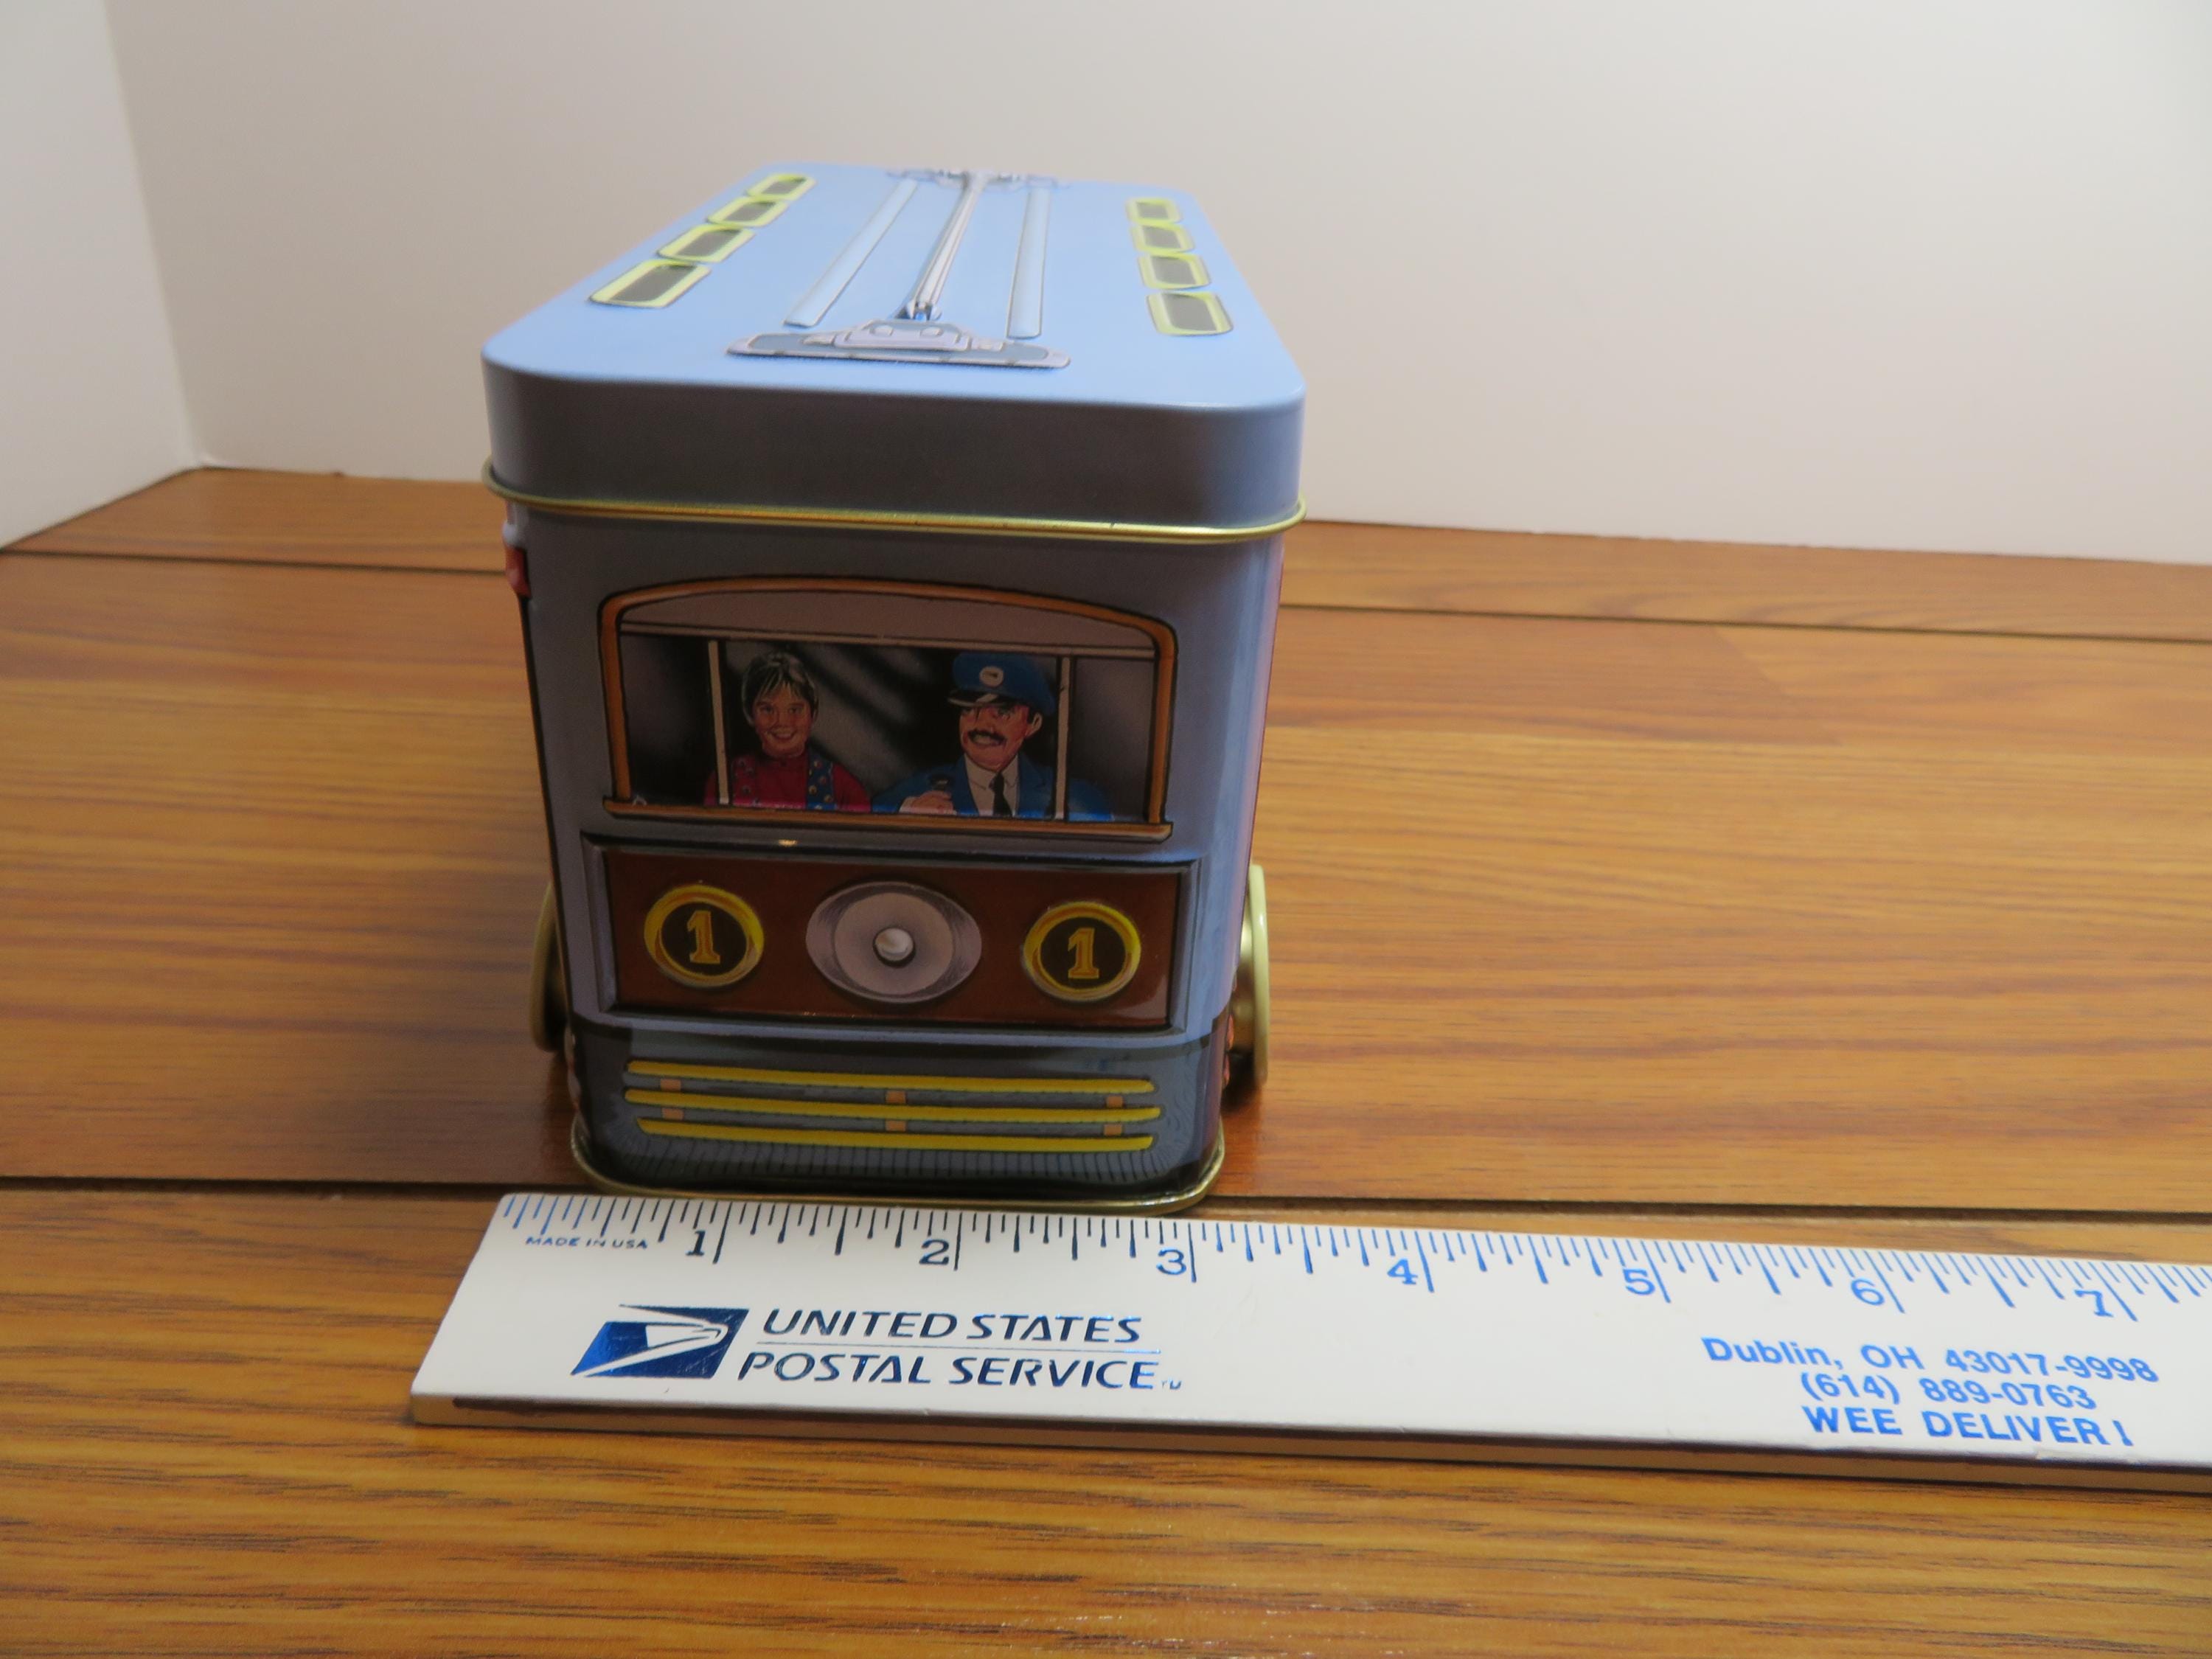 1 1
MADE IN USA
1 2 3 4 5 6 7
UNITED STATES
POSTAL SERVICE TM
Dublin, OH 43017-9998
(614) 889-0763
WEE DELIVER!